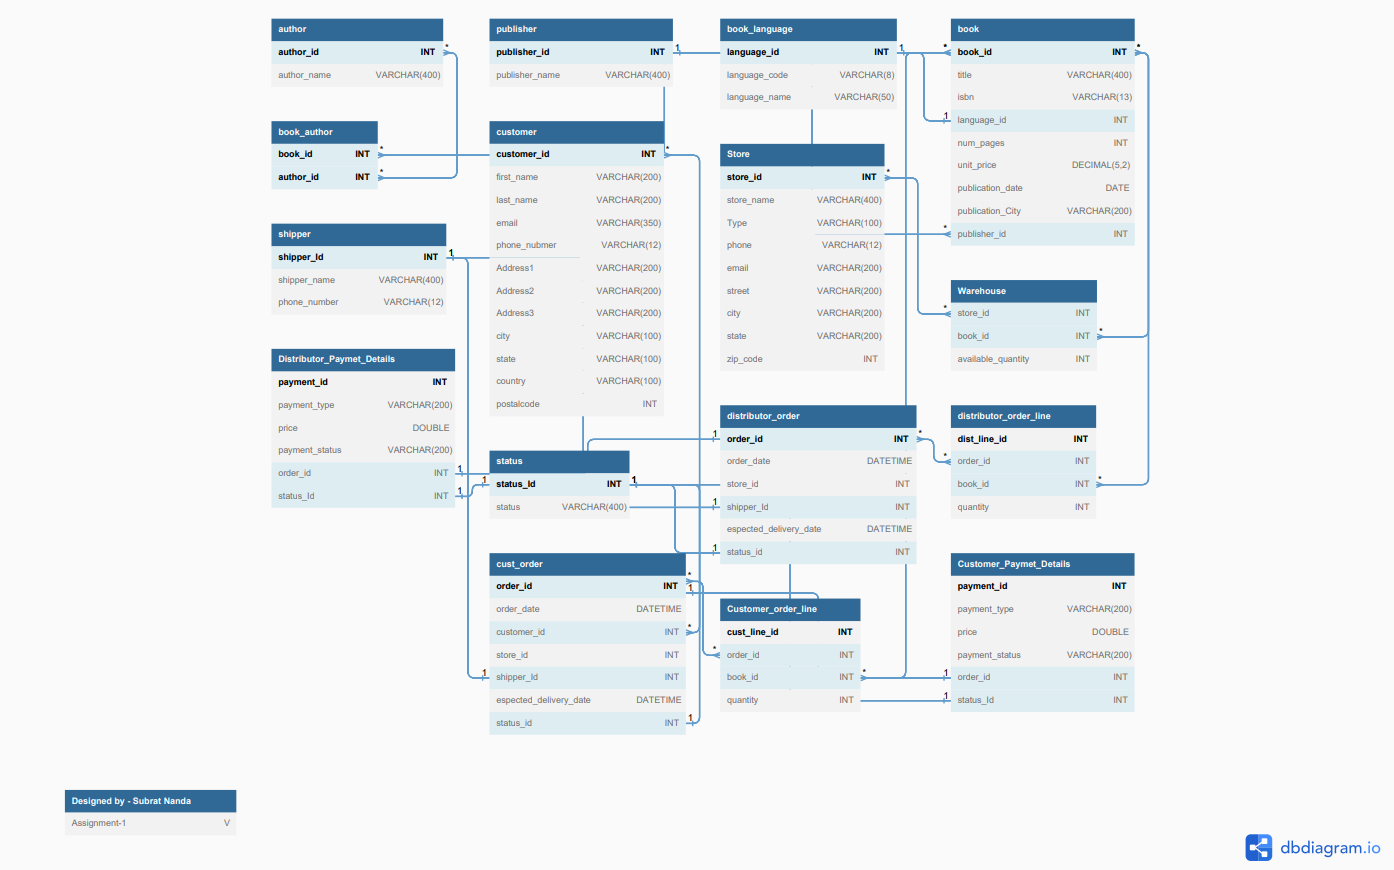 author
author_id INT
author_name VARCHAR(400)
publisher
publisher_id INT
publisher_name VARCHAR(400)
book_language
language_id INT
language_code VARCHAR(8)
language_name VARCHAR(50)
book
book_id INT
title VARCHAR(400)
isbn VARCHAR(13)
language_id INT
num_pages INT
unit_price DECIMAL(5,2)
publication_date DATE
publication_City VARCHAR(200)
publisher_id INT
book_author
book_id INT
author_id INT
customer
customer_id INT
first_name VARCHAR(200)
last_name VARCHAR(200)
email VARCHAR(350)
phone_nubmer VARCHAR(12)
Address1 VARCHAR(200)
Address2 VARCHAR(200)
Address3 VARCHAR(200)
city VARCHAR(100)
state VARCHAR(100)
country VARCHAR(100)
postalcode INT
Store
store_id INT
store_name VARCHAR(400)
Type VARCHAR(100)
phone VARCHAR(12)
email VARCHAR(200)
street VARCHAR(200)
city VARCHAR(200)
state VARCHAR(200)
zip_code INT
shipper
shipper_Id INT
shipper_name VARCHAR(400)
phone_number VARCHAR(12)
Warehouse
store_id INT
book_id INT
available_quantity INT
Distributor_Paymet_Details
payment_id INT
payment_type VARCHAR(200)
price DOUBLE
payment_status VARCHAR(200)
order_id INT
status_Id INT
status
status_Id INT
status VARCHAR(400)
distributor_order
order_id INT
order_date DATETIME
store_id INT
shipper_Id INT
espected_delivery_date DATETIME
status_id INT
distributor_order_line
dist_line_id INT
order_id INT
book_id INT
quantity INT
cust_order
order_id INT
order_date DATETIME
customer_id INT
store_id INT
shipper_Id INT
espected_delivery_date DATETIME
status_id INT
Customer_order_line
cust_line_id INT
order_id INT
book_id INT
quantity INT
Customer_Paymet_Details
payment_id INT
payment_type VARCHAR(200)
price DOUBLE
payment_status VARCHAR(200)
order_id INT
status_Id INT
Designed by - Subrat Nanda
Assignment-1 V
dbdiagram.io